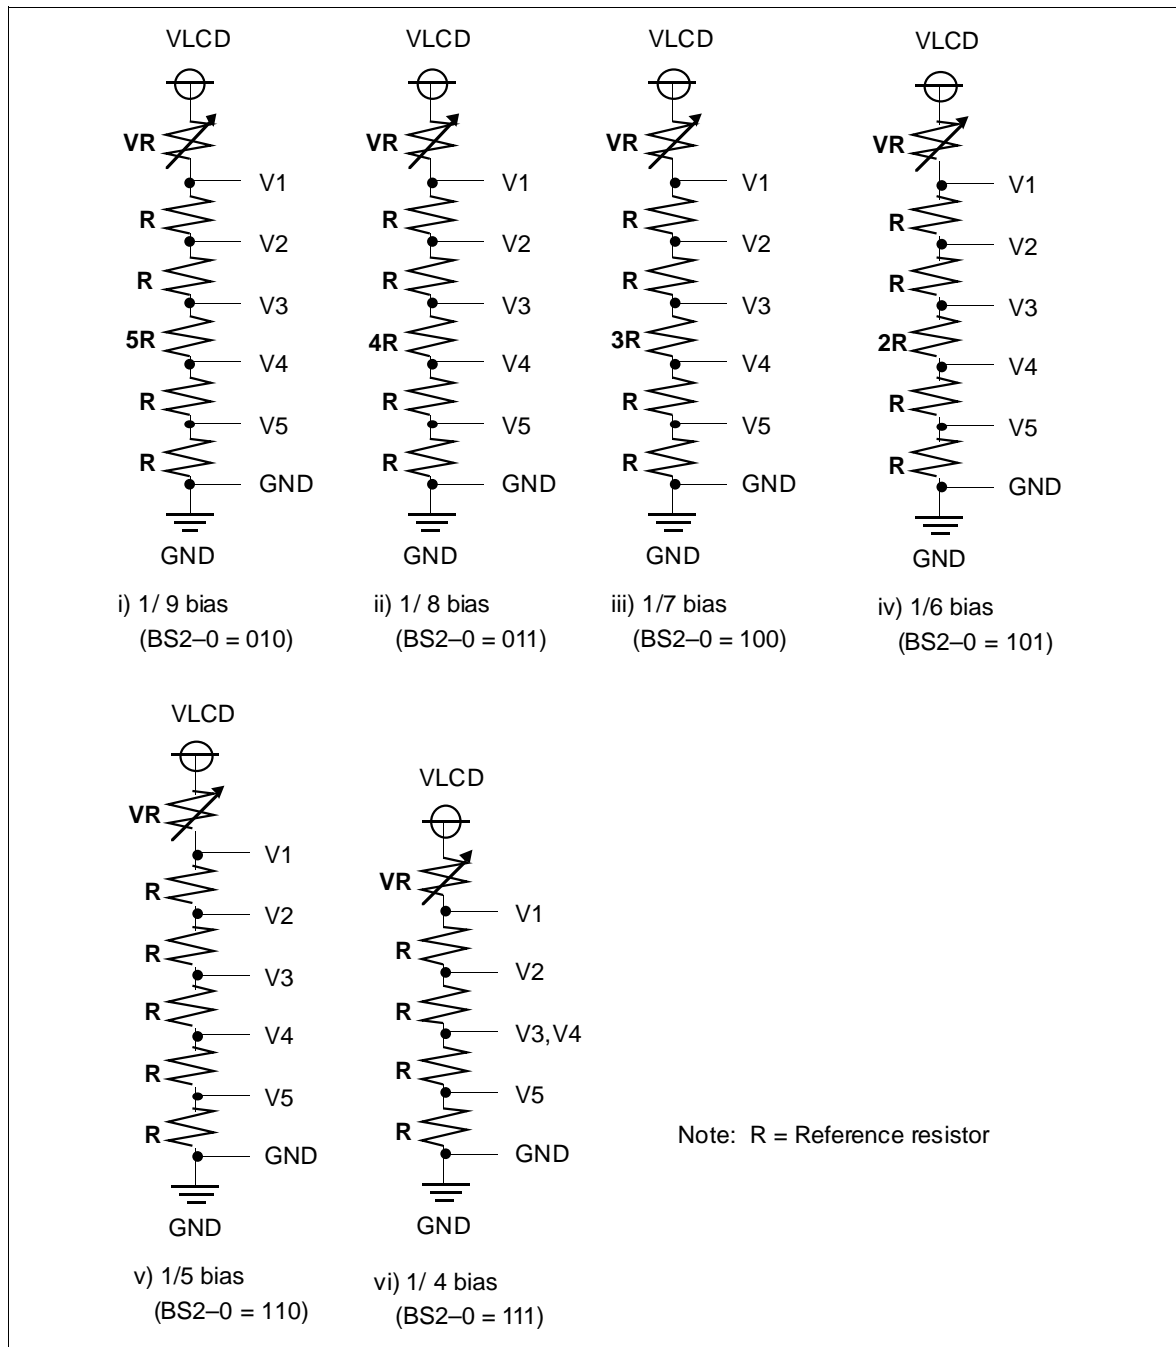 VLCD
VR
V1
R
V2
R
V3
5R
V4
R
V5
R
GND
GND
i) 1/ 9 bias
(BS2–0 = 010)
VLCD
VR
V1
R
V2
R
V3
4R
V4
R
V5
R
GND
GND
ii) 1/ 8 bias
(BS2–0 = 011)
VLCD
VR
V1
R
V2
R
V3
3R
V4
R
V5
R
GND
GND
iii) 1/7 bias
(BS2–0 = 100)
VLCD
VR
V1
R
V2
R
V3
2R
V4
R
V5
R
GND
GND
iv) 1/6 bias
(BS2–0 = 101)
VLCD
VR
V1
R
V2
R
V3
R
V4
R
V5
R
GND
GND
v) 1/5 bias
(BS2–0 = 110)
VLCD
VR
V1
R
V2
R
V3,V4
R
V5
R
GND
GND
vi) 1/ 4 bias
(BS2–0 = 111)
Note: R = Reference resistor